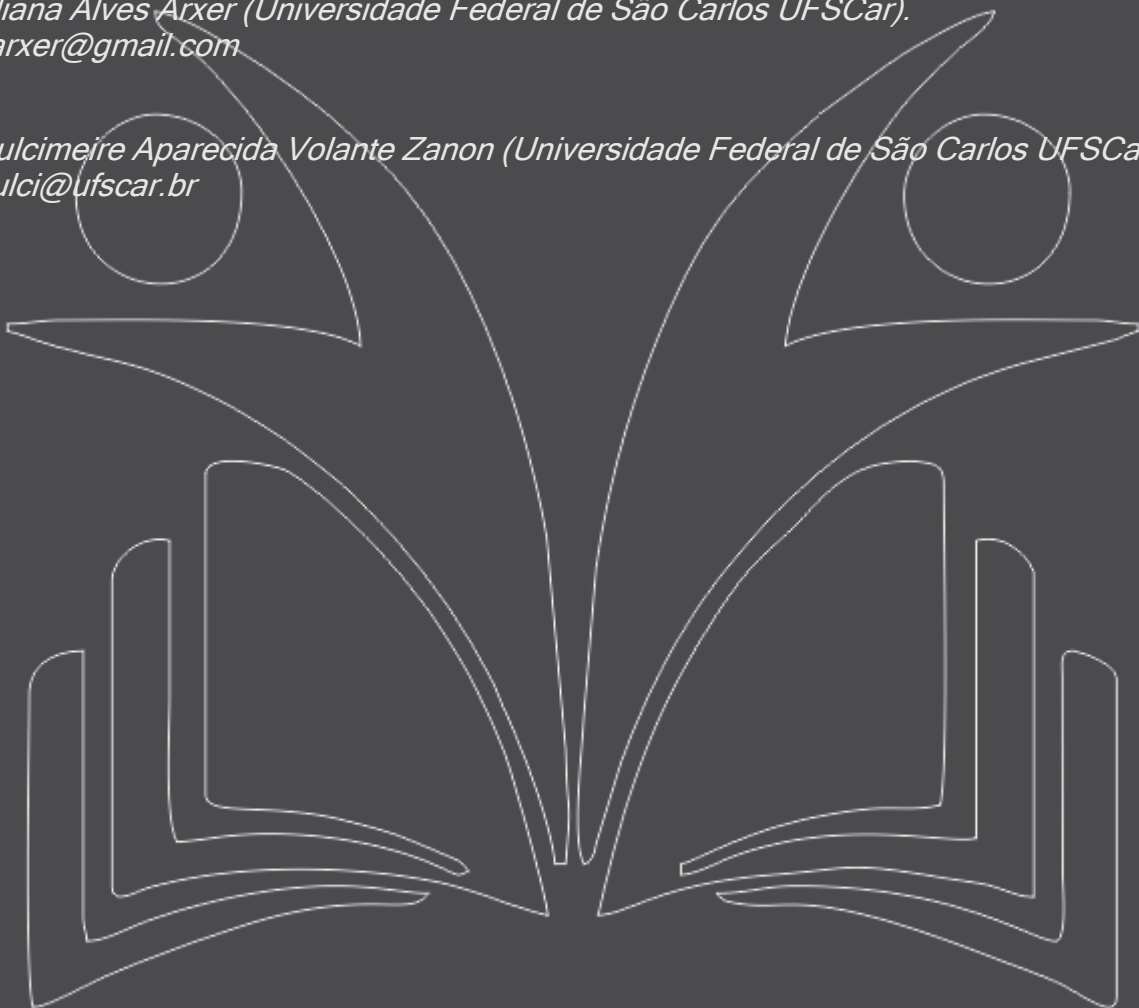 liana Alves Arxer (Universidade Federal de São Carlos UFSCar).
arxer@gmail.com
ulcimeire Aparecida Volante Zanon (Universidade Federal de São Carlos UFSCa
ulci@ufscar.br